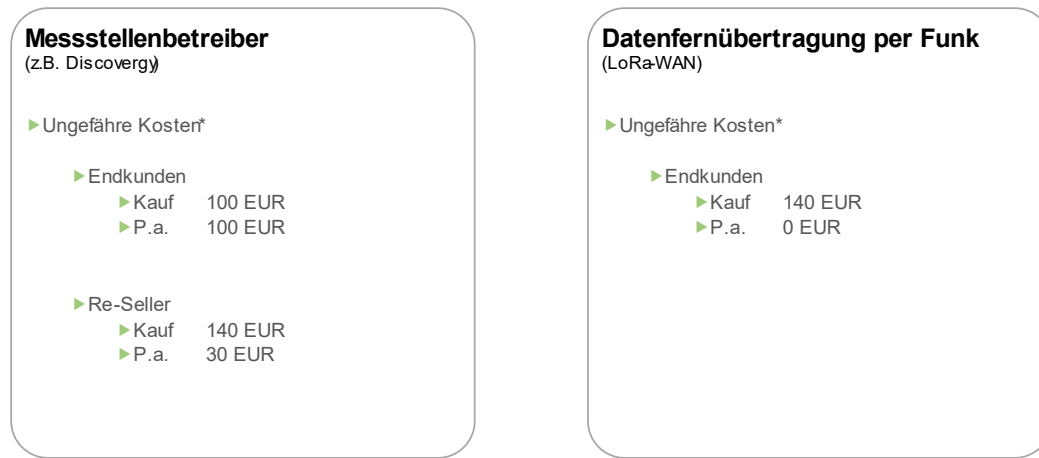 Messstellenbetreiber
(z.B. Discovergy)
Ungefähre Kosten*
Endkunden
Kauf 100 EUR
P.a. 100 EUR
Re-Seller
Kauf 140 EUR
P.a. 30 EUR
Datenfernübertragung per Funk
(LoRa-WAN)
Ungefähre Kosten*
Endkunden
Kauf 140 EUR
P.a. 0 EUR